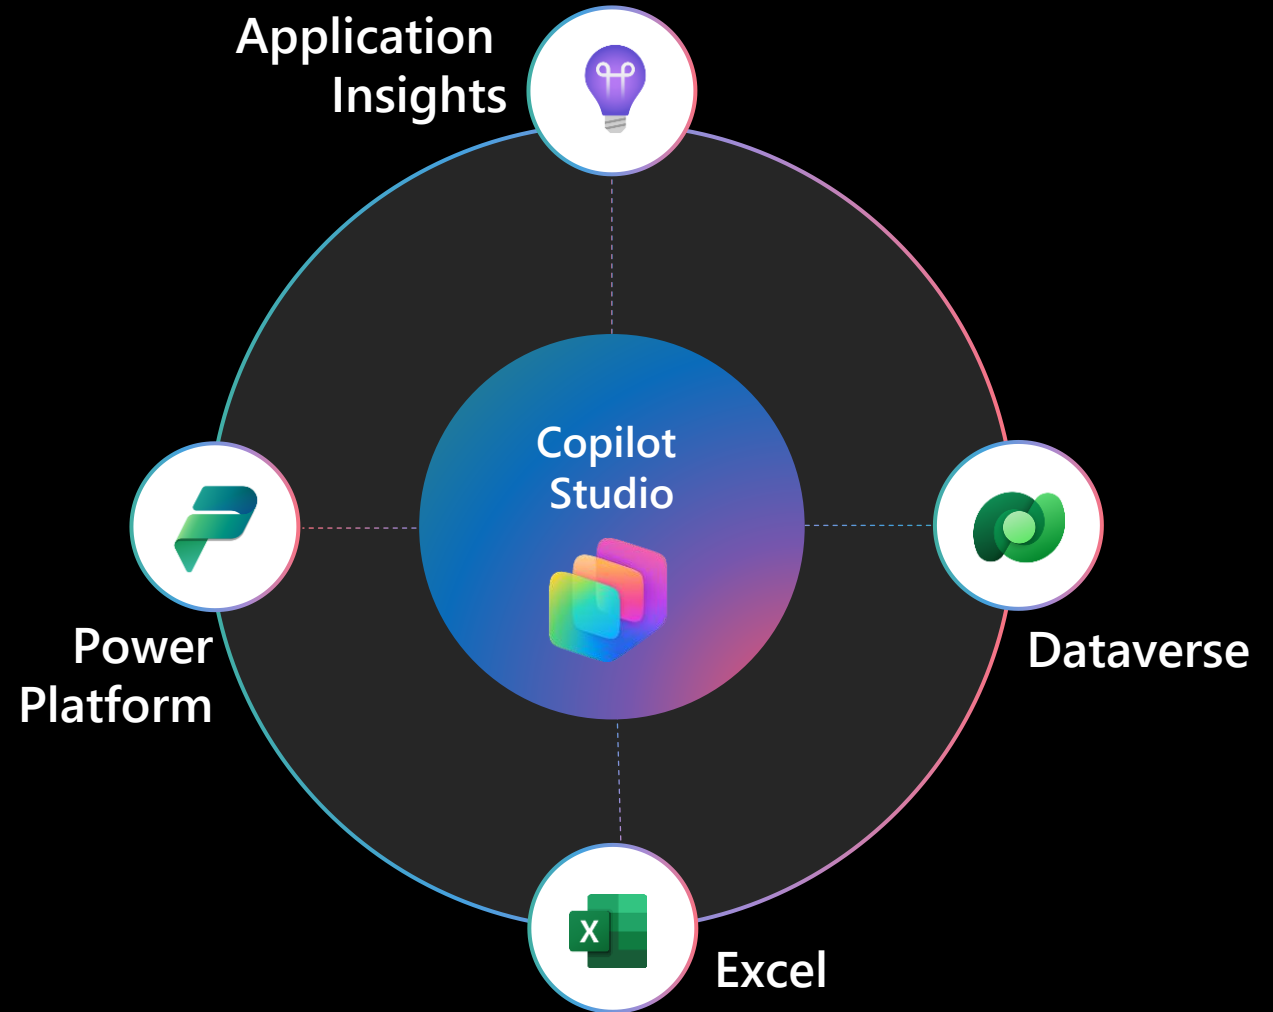 Application
Insights
Copilot
Studio
Power
Platform
Dataverse
X
Excel